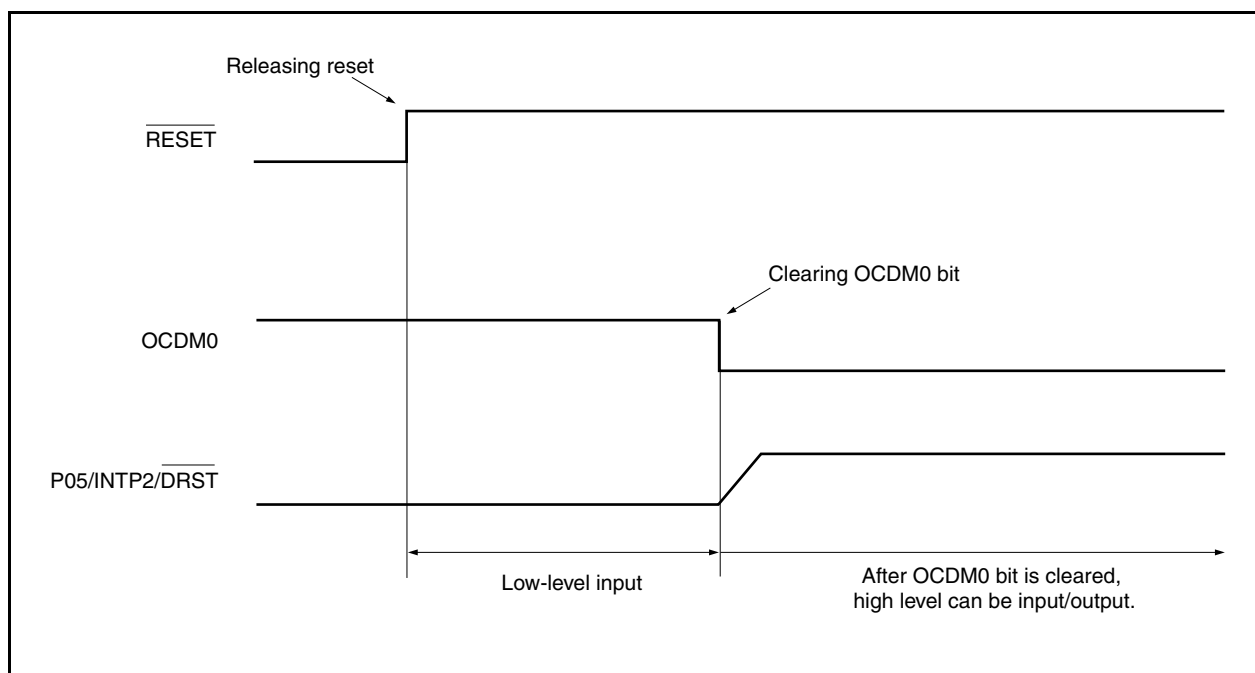 Releasing reset
RESET
Clearing OCDM0 bit
OCDM0
P05/INTP2/DRST
Low-level input
After OCDM0 bit is cleared,
high level can be input/output.